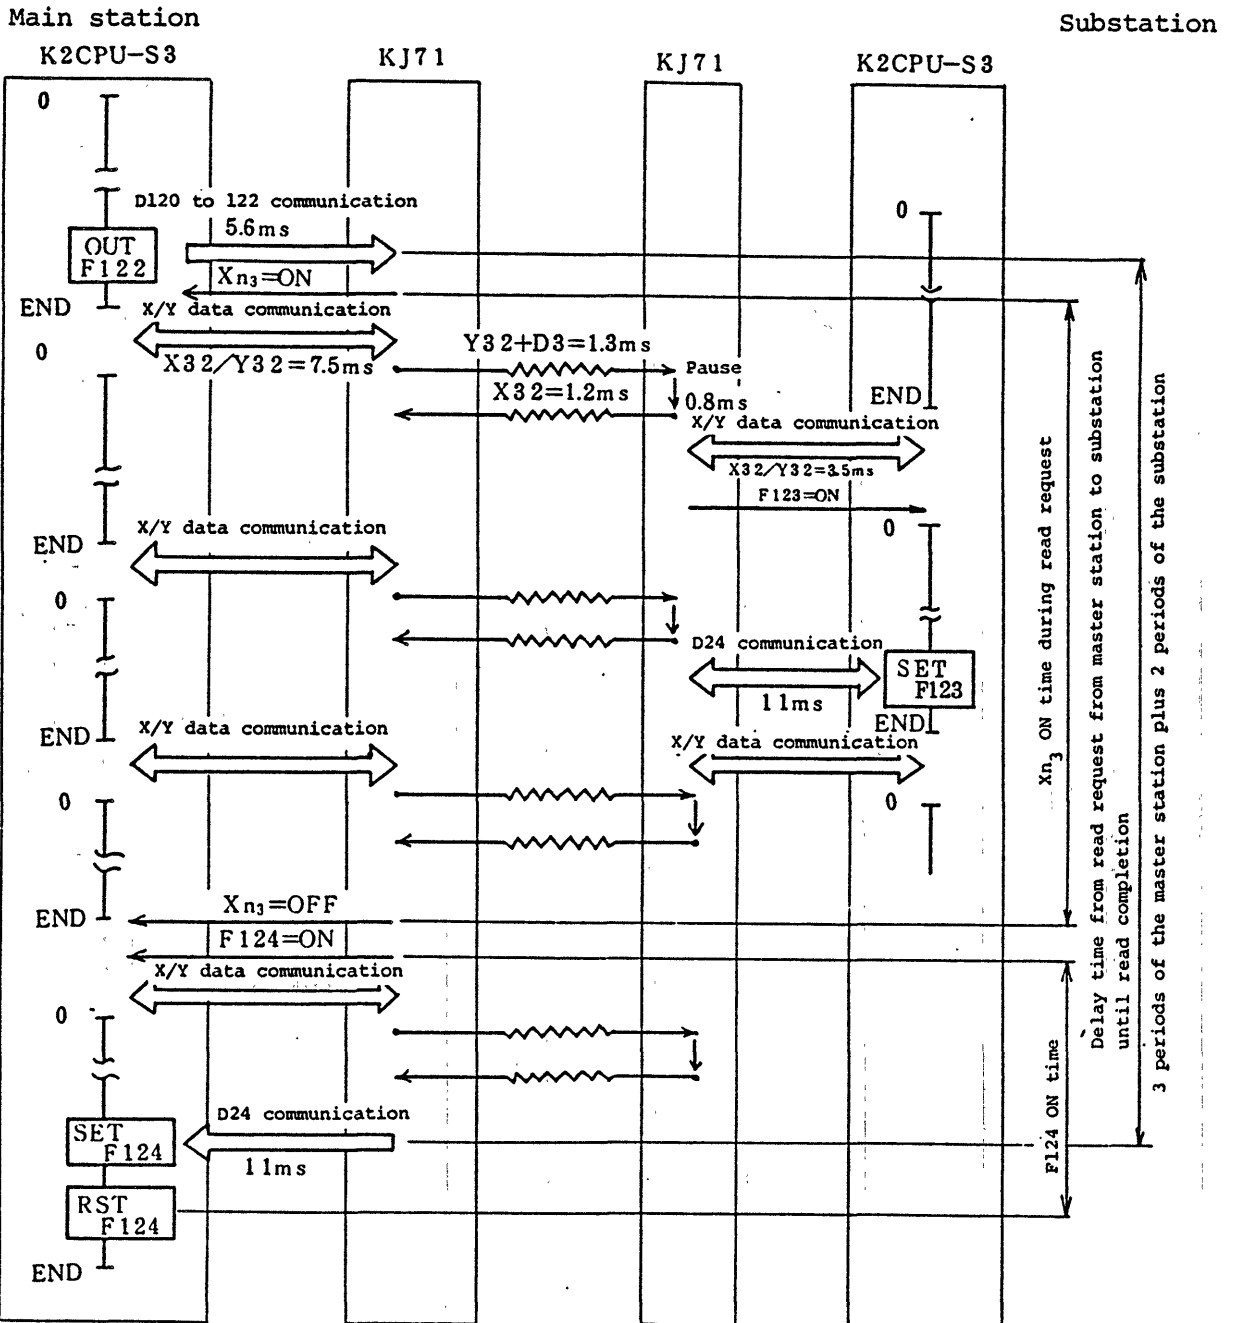 Main station
Substation
K2CPU-S3
KJ71
KJ71
K2CPU-S3
0
D120 to 122 communication
5.6ms
0
OUT
F122
Xn3=ON
END
X/Y data communication
0
X32/Y32=7.5ms
Y32+D3=1.3ms
Pause
X32=1.2ms
0.8ms
END
X/Y data communication
X32/Y32=3.5ms
F123=ON
0
X/Y data communication
END
0
D24 communication
SET
F123
11ms
END
X/Y data communication
END
X/Y data communication
0
0
Xn3=OFF
END
F124=ON
X/Y data communication
0
D24 communication
SET
F124
11ms
RST
F124
END
Xn3 ON time during read request
F124 ON time
Delay time from read request from master station to substation
until read completion
3 periods of the master station plus 2 periods of the substation